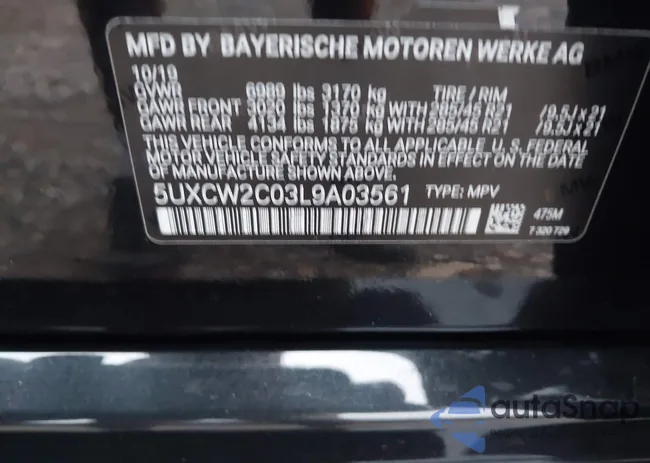 MFD BY BAYERISCHE MOTOREN WERKE AG
10/19
GVWR 6989 lbs 3170 kg TIRE / RIM
GAWR FRONT 3020 lbs 1370 kg WITH 285/45 R21 /9.5J x 21
GAWR REAR 4134 lbs 1875 kg WITH 285/45 R21 /9.5J x 21
THIS VEHICLE CONFORMS TO ALL APPLICABLE U. S. FEDERAL
MOTOR VEHICLE SAFETY STANDARDS IN EFFECT ON THE DATE
OF MANUFACTURE SHOWN ABOVE.
5UXCW2C03L9A03561 TYPE: MPV
475M
7 320 729
autoSnap